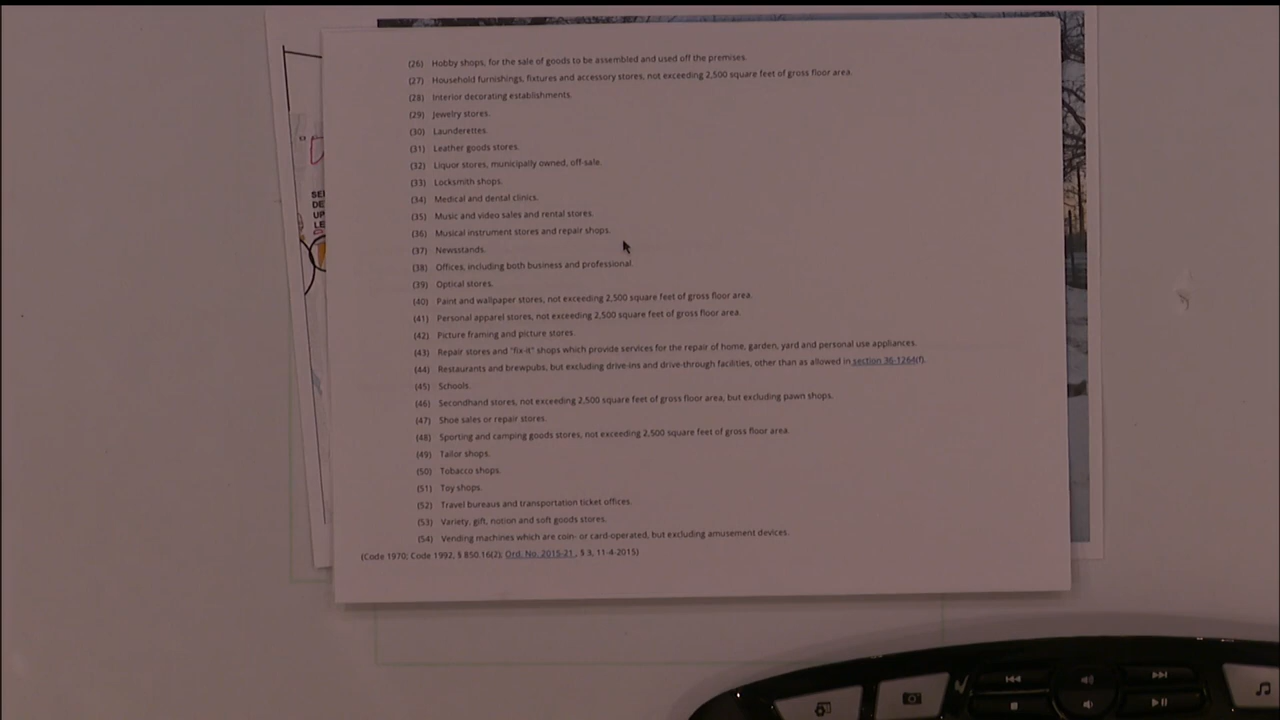 (26) Hobby shops, for the sale of goods to be assembled and used off the premises.
(27) Household furnishings, fixtures and accessory stores, not exceeding 2,500 square feet of gross floor area.
(28) Interior decorating establishments.
(29) Jewelry stores.
(30) Launderettes.
(31) Leather goods stores.
(32) Liquor stores, municipally owned, off-sale.
(33) Locksmith shops.
(34) Medical and dental clinics.
(35) Music and video sales and rental stores.
(36) Musical instrument stores and repair shops.
(37) Newsstands.
(38) Offices, including both business and professional.
(39) Optical stores.
(40) Paint and wallpaper stores, not exceeding 2,500 square feet of gross floor area.
(41) Personal apparel stores, not exceeding 2,500 square feet of gross floor area.
(42) Picture framing and picture stores.
(43) Repair stores and "fix-it" shops which provide services for the repair of home, garden, yard and personal use appliances.
(44) Restaurants and brewpubs, but excluding drive-ins and drive-through facilities, other than as allowed in section 36-1264(f).
(45) Schools.
(46) Secondhand stores, not exceeding 2,500 square feet of gross floor area, but excluding pawn shops.
(47) Shoe sales or repair stores.
(48) Sporting and camping goods stores, not exceeding 2,500 square feet of gross floor area.
(49) Tailor shops.
(50) Tobacco shops.
(51) Toy shops.
(52) Travel bureaus and transportation ticket offices.
(53) Variety, gift, notion and soft goods stores.
(54) Vending machines which are coin- or card-operated, but excluding amusement devices.
(Code 1970; Code 1992, § 850.16(2); Ord. No. 2015-21 , § 3, 11-4-2015)